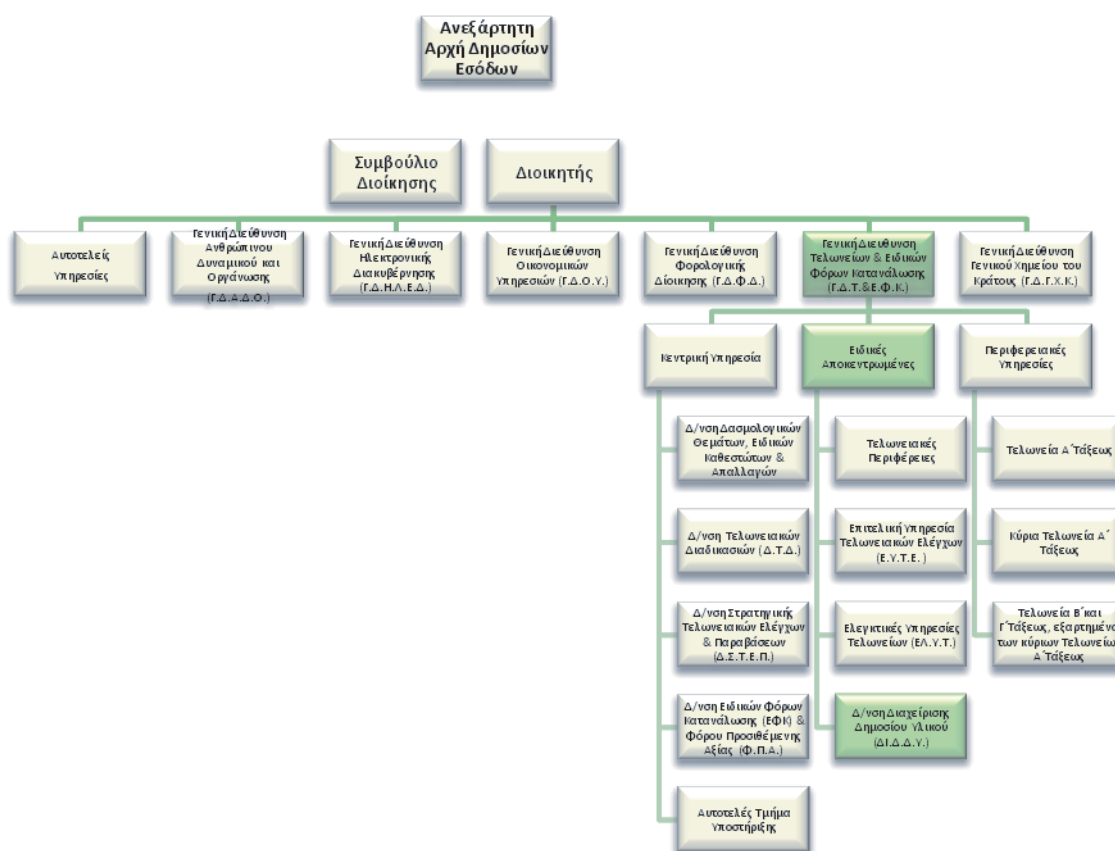 Ανεξάρτητη
Αρχή Δημοσίων
Εσόδων
Συμβούλιο
Διοίκησης
Διοικητής
Αυτοτελείς
Υπηρεσίες
Γενική Διεύθυνση
Ανθρώπινου
Δυναμικού και
Οργάνωσης
(Γ.Δ.Α.Δ.Ο.)
Γενική Διεύθυνση
Ηλεκτρονικής
Διακυβέρνησης
(Γ.Δ.Η.Λ.Ε.Δ.)
Γενική Διεύθυνση
Οικονομικών
Υπηρεσιών (Γ.Δ.Ο.Υ.)
Γενική Διεύθυνση
Φορολογικής
Διοίκησης (Γ.Δ.Φ.Δ.)
Γενική Διευθυνση
Τελωνείων & Ειδικών
Φόρων Κατανάλωσης
(Γ.Δ.Τ.&Ε.Φ.Κ.)
Γενική Διεύθυνση
Γενικού Χημείου του
Κράτους (Γ.Δ.Γ.Χ.Κ.)
Κεντρική Υπηρεσία
Ειδικές
Αποκεντρωμένες
Περιφερειακές
Υπηρεσίες
Δ/νση Δασμολογικών
Θεμάτων, Ειδικών
Καθεστώτων &
Απαλλαγών
Δ/νση Τελωνειακών
Διαδικασιών (Δ.Τ.Δ.)
Δ/νση Στρατηγικής
Τελωνειακών Ελέγχων
& Παραβάσεων
(Δ.Σ.Τ.Ε.Π.)
Δ/νση Ειδικών Φόρων
Κατανάλωσης (ΕΦΚ) &
Φόρου Προσιθέμενης
Αξίας (Φ.Π.Α.)
Αυτοτελές Τμήμα
Υποστήριξης
Τελωνειακές
Περιφέρειες
Επιτελική Υπηρεσία
Τελωνειακών Ελέγχων
(Ε.Υ.Τ.Ε.)
Ελεγκτικές Υπηρεσίες
Τελωνείων (ΕΛ.Υ.Τ.)
Δ/νση Διαχείρισης
Δημοσίου Υλικού
(ΔΙ.Δ.Δ.Υ.)
Τελωνεία Α΄Τάξεως
Κύρια Τελωνεία Α΄
Τάξεως
Τελωνεία Β΄και
Γ΄Τάξεως, εξαρτημένα
των κύριων Τελωνείων
Α΄Τάξεως